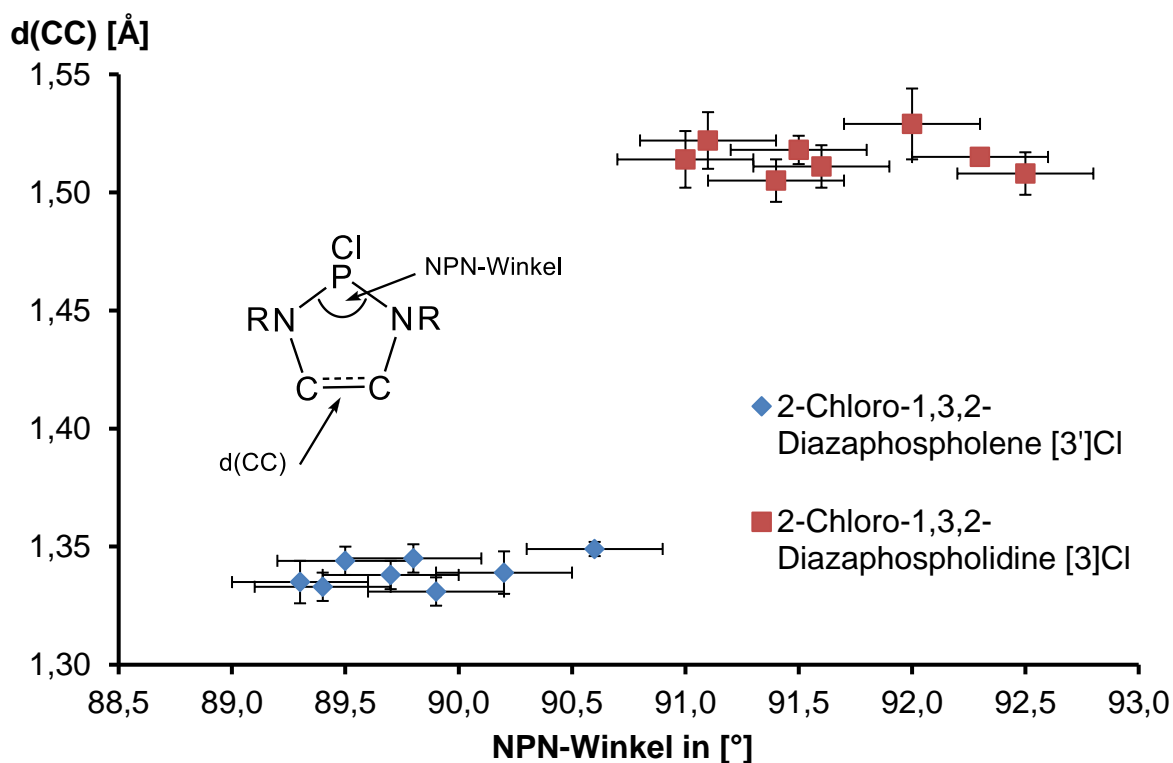 d(CC) [Å]
1,55
1,50
1,45
1,40
1,35
1,30
Cl
P
NPN-Winkel
RN
NR
C
C
d(CC)
2-Chloro-1,3,2-
Diazaphospholene [3']Cl
2-Chloro-1,3,2-
Diazaphospholidine [3]Cl
88,5 89,0 89,5 90,0 90,5 91,0 91,5 92,0 92,5 93,0
NPN-Winkel in [°]